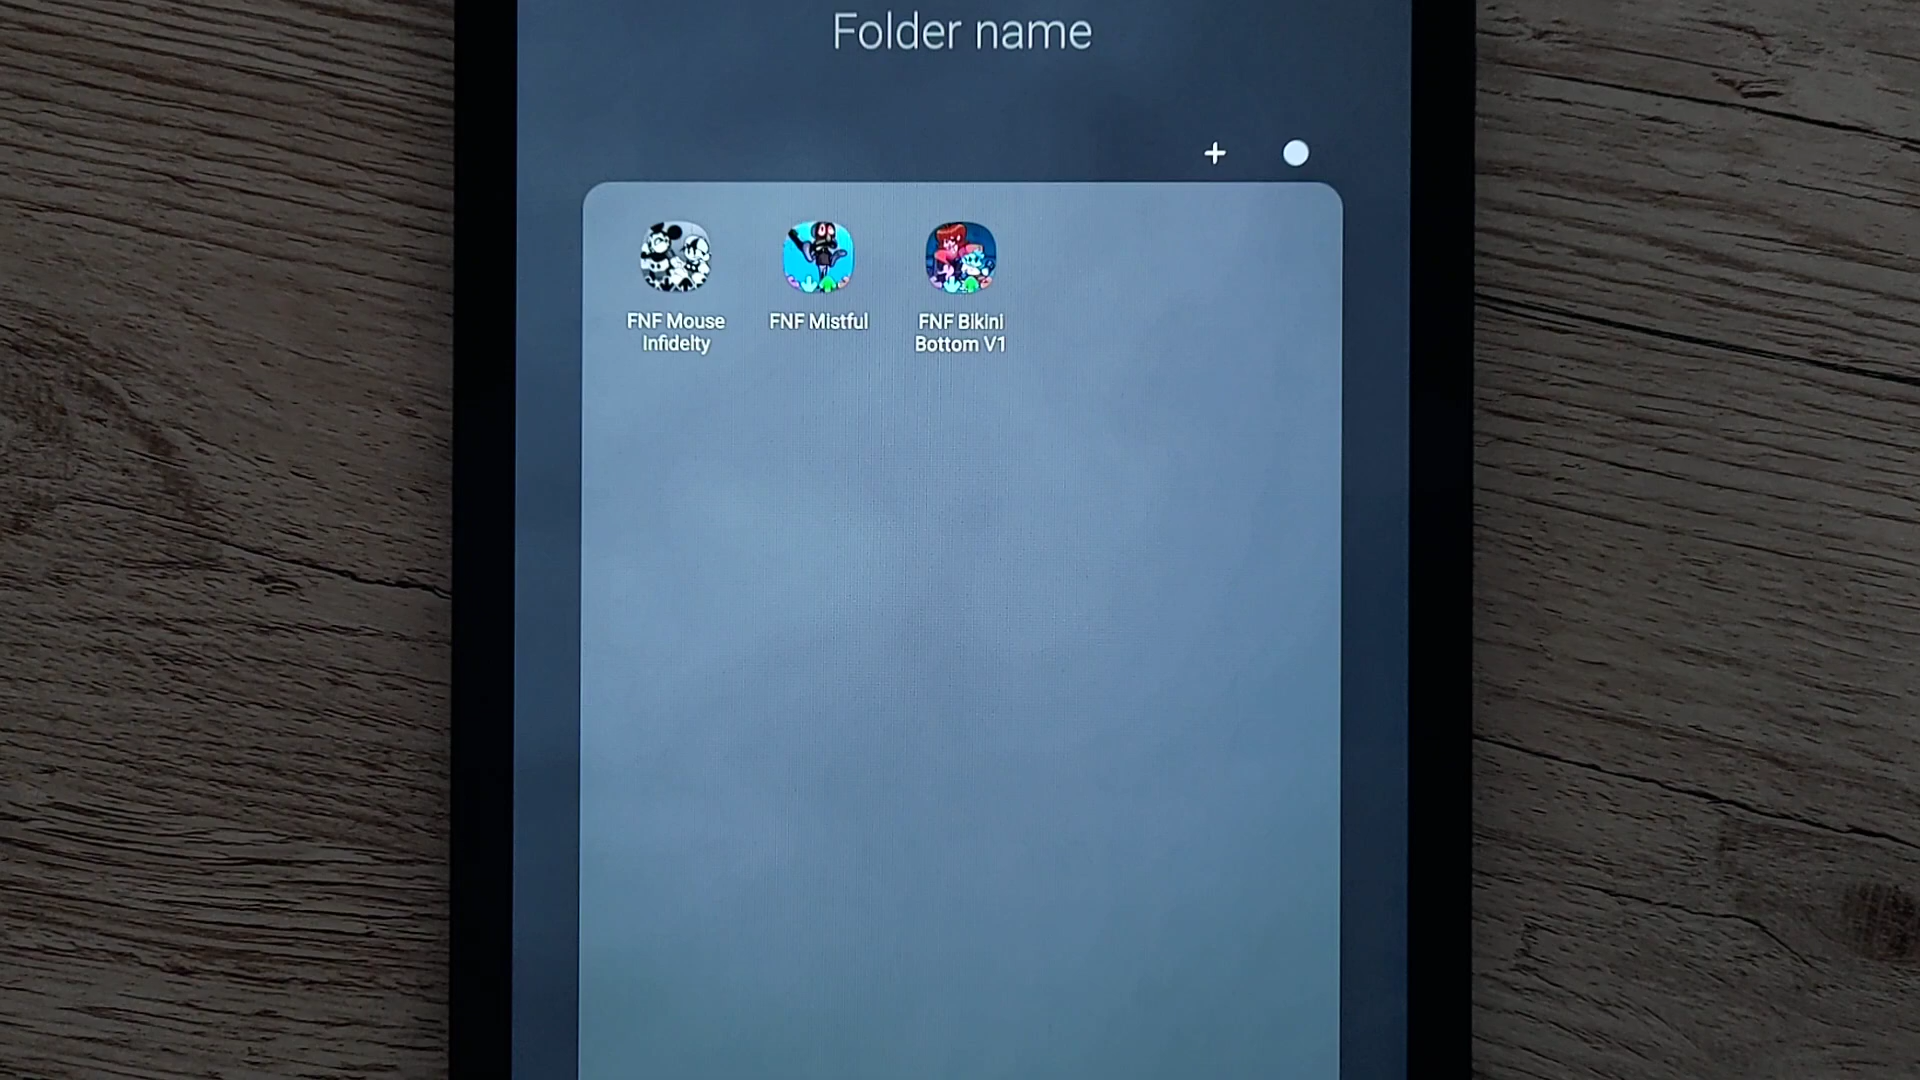 Folder name
FNF Mouse
Infidelty
FNF Mistful
FNF Bikini
Bottom V1